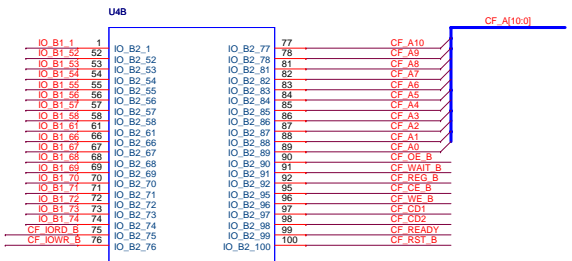 U4B
CF_A[10:0]
IO_B1_1 1 IO_B2_1 IO_B2_77 77 CF_A10
IO_B1_52 52 IO_B2_52 IO_B2_78 78 CF_A9
IO_B1_53 53 IO_B2_53 IO_B2_81 81 CF_A8
IO_B1_54 54 IO_B2_54 IO_B2_82 82 CF_A7
IO_B1_55 55 IO_B2_55 IO_B2_83 83 CF_A6
IO_B1_56 56 IO_B2_56 IO_B2_84 84 CF_A5
IO_B1_57 57 IO_B2_57 IO_B2_85 85 CF_A4
IO_B1_58 58 IO_B2_58 IO_B2_86 86 CF_A3
IO_B1_61 61 IO_B2_61 IO_B2_87 87 CF_A2
IO_B1_66 66 IO_B2_66 IO_B2_88 88 CF_A1
IO_B1_67 67 IO_B2_67 IO_B2_89 89 CF_A0
IO_B1_68 68 IO_B2_68 IO_B2_90 90 CF_OE_B
IO_B1_69 69 IO_B2_69 IO_B2_91 91 CF_WAIT_B
IO_B1_70 70 IO_B2_70 IO_B2_92 92 CF_REG_B
IO_B1_71 71 IO_B2_71 IO_B2_95 95 CF_CE_B
IO_B1_72 72 IO_B2_72 IO_B2_96 96 CF_WE_B
IO_B1_73 73 IO_B2_73 IO_B2_97 97 CF_CD1
IO_B1_74 74 IO_B2_74 IO_B2_98 98 CF_CD2
CF_IORD_B 75 IO_B2_75 IO_B2_99 99 CF_READY
CF_IOWR_B 76 IO_B2_76 IO_B2_100 100 CF_RST_B